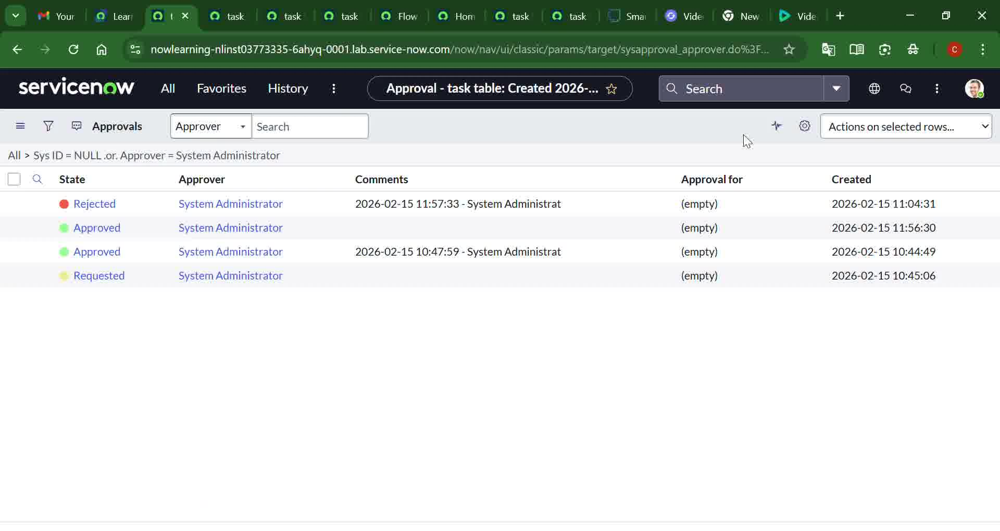 Your
Lear
task
task
task
Flow
Hom
task
task
Smar
Vide
New
Vide
nowlearning-nlinst03773335-6ahyq-0001.lab.service-now.com/now/nav/ui/classic/params/target/sysapproval_approver.do%3F...
C
servicenow
All
Favorites
History
Approval - task table: Created 2026-...
Search
Approvals
Approver
Search
Actions on selected rows...
All > Sys ID = NULL .or. Approver = System Administrator
State Approver Comments Approval for Created
Rejected System Administrator 2026-02-15 11:57:33 - System Administrat (empty) 2026-02-15 11:04:31
Approved System Administrator (empty) 2026-02-15 11:56:30
Approved System Administrator 2026-02-15 10:47:59 - System Administrat (empty) 2026-02-15 10:44:49
Requested System Administrator (empty) 2026-02-15 10:45:06